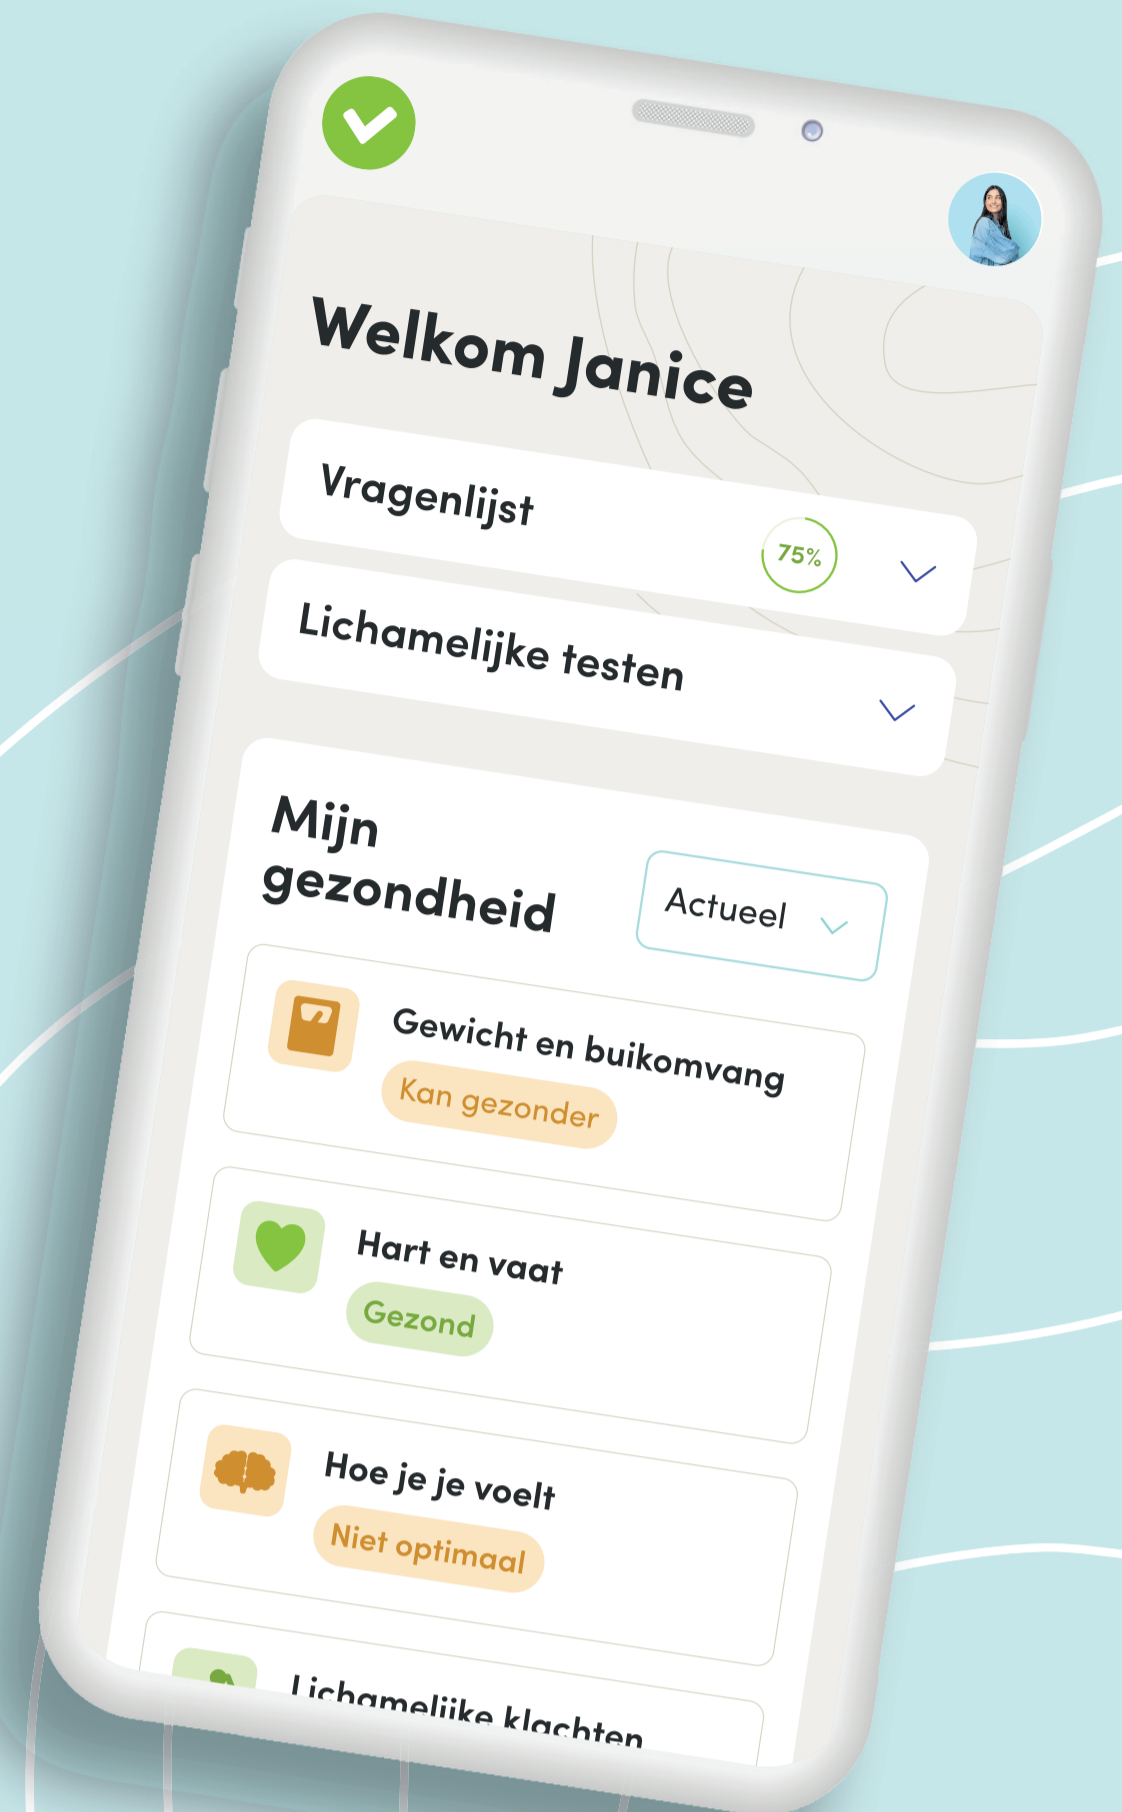 Welkom Janice
Vragenlijst
75%
Lichamelijke testen
Mijn
gezondheid
Actueel
Gewicht en buikomvang
Kan gezonder
Hart en vaat
Gezond
Hoe je je voelt
Niet optimaal
Lichamelijke klachten